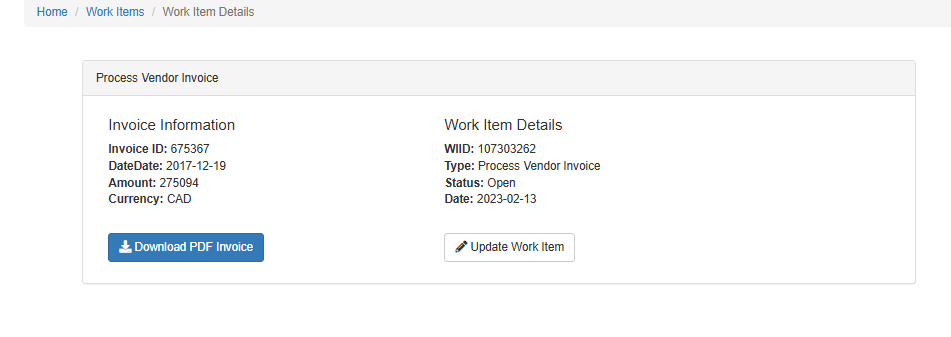 Home / Work Items / Work Item Details
Process Vendor Invoice
Invoice Information
Invoice ID: 675367
DateDate: 2017-12-19
Amount: 275094
Currency: CAD
Download PDF Invoice
Work Item Details
WIID: 107303262
Type: Process Vendor Invoice
Status: Open
Date: 2023-02-13
Update Work Item